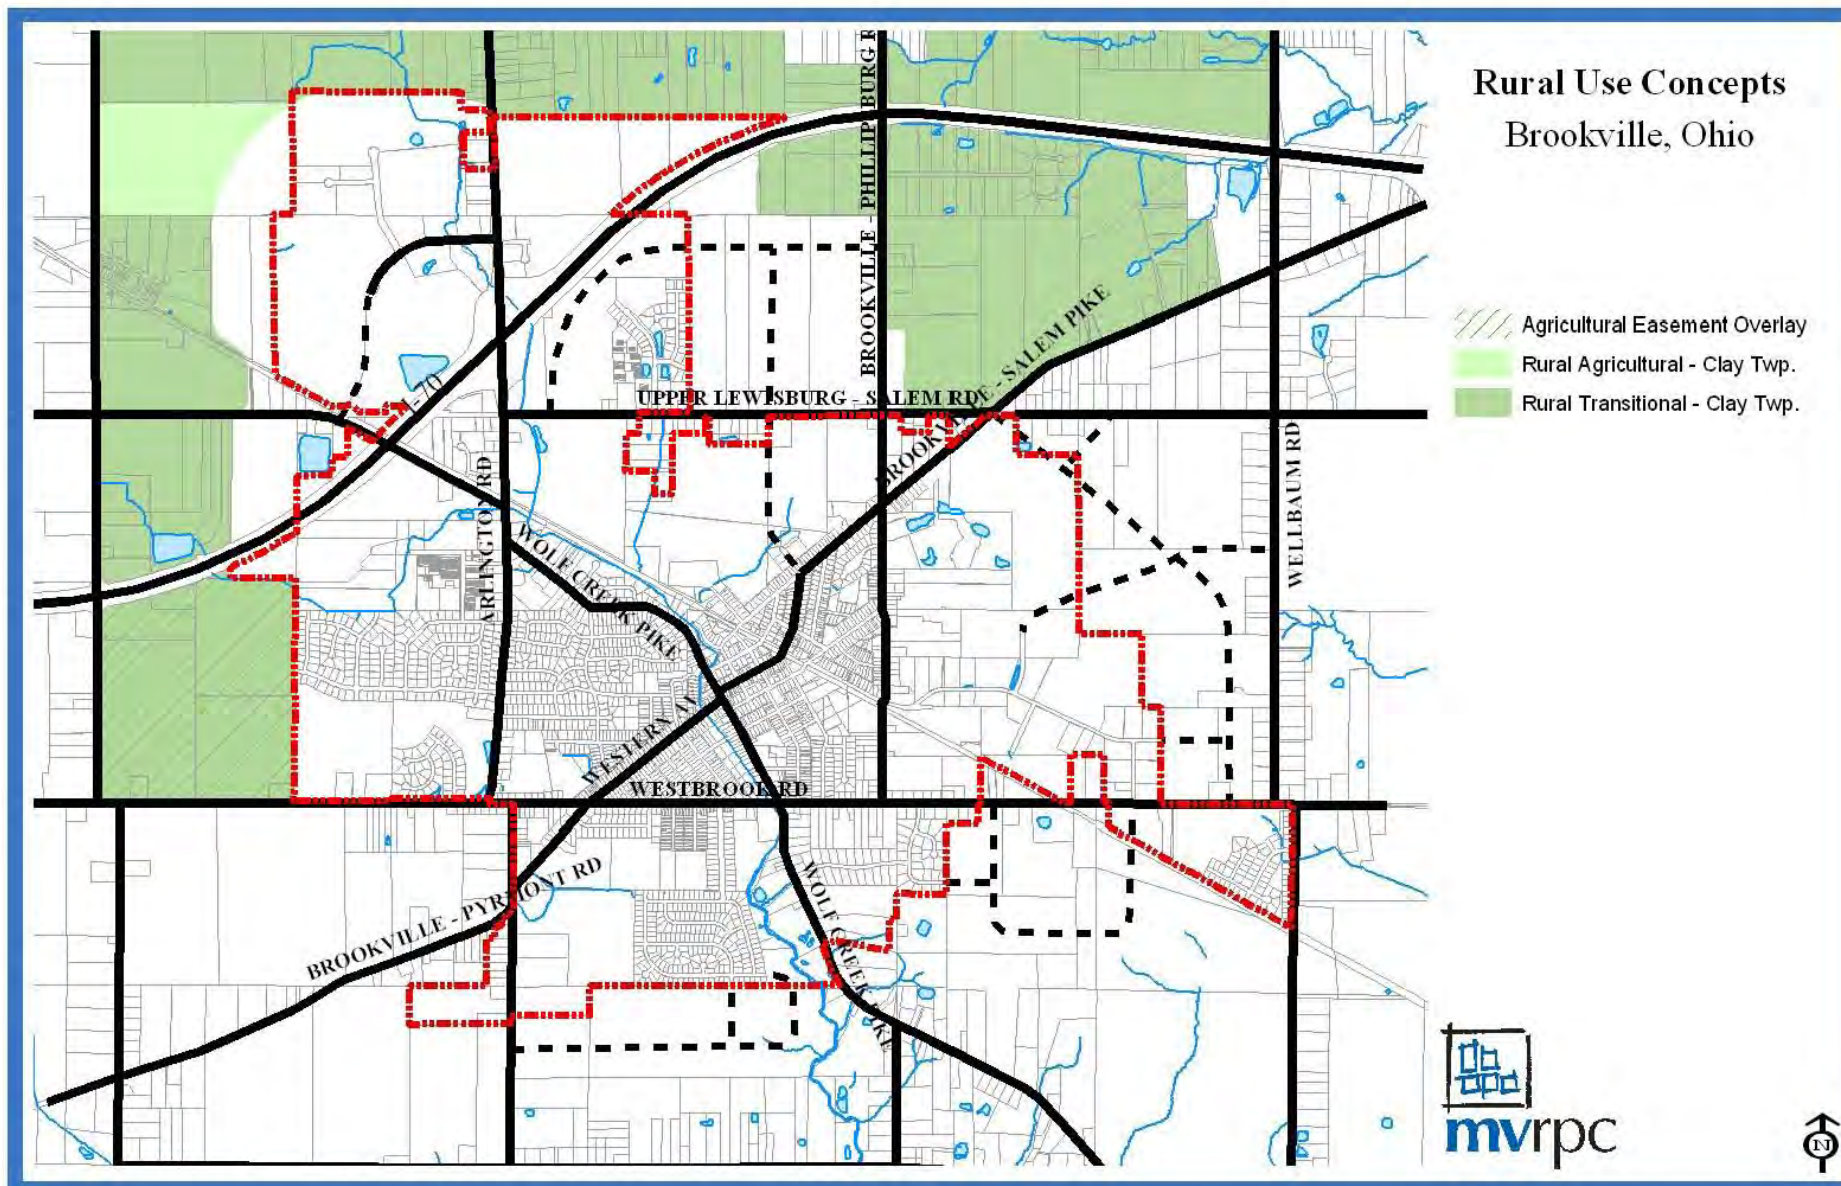 Rural Use Concepts
Brookville, Ohio
Agricultural Easement Overlay
Rural Agricultural - Clay Twp.
Rural Transitional - Clay Twp.
BROOKVILLE - PHILLIPSBURG R
BROOKVILLE - SALEM PIKE
I-70
UPPER LEWISBURG - SALEM RD
WELLBAUM RD
ARLINGTON RD
WOLF CREEK PIKE
WESTERN AV
WESTBROOK RD
BROOKVILLE - PYRMONT RD
WOLF CREEK PIKE
mvrpc
N